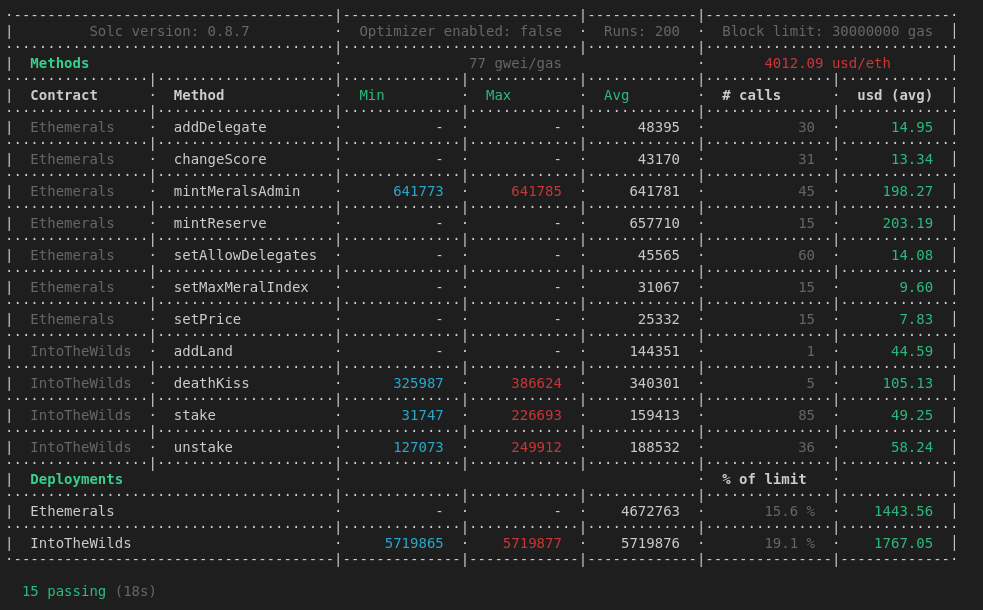 Solc version: 0.8.7 · Optimizer enabled: false · Runs: 200 · Block limit: 30000000 gas
Methods · 77 gwei/gas · 4012.09 usd/eth
Contract · Method · Min · Max · Avg · # calls · usd (avg)
Ethemerals · addDelegate · - · - · 48395 · 30 · 14.95
Ethemerals · changeScore · - · - · 43170 · 31 · 13.34
Ethemerals · mintMeralsAdmin · 641773 · 641785 · 641781 · 45 · 198.27
Ethemerals · mintReserve · - · - · 657710 · 15 · 203.19
Ethemerals · setAllowDelegates · - · - · 45565 · 60 · 14.08
Ethemerals · setMaxMeralIndex · - · - · 31067 · 15 · 9.60
Ethemerals · setPrice · - · - · 25332 · 15 · 7.83
IntoTheWilds · addLand · - · - · 144351 · 1 · 44.59
IntoTheWilds · deathKiss · 325987 · 386624 · 340301 · 5 · 105.13
IntoTheWilds · stake · 31747 · 226693 · 159413 · 85 · 49.25
IntoTheWilds · unstake · 127073 · 249912 · 188532 · 36 · 58.24
Deployments · % of limit ·
Ethemerals · - · - · 4672763 · 15.6 % · 1443.56
IntoTheWilds · 5719865 · 5719877 · 5719876 · 19.1 % · 1767.05
15 passing (18s)